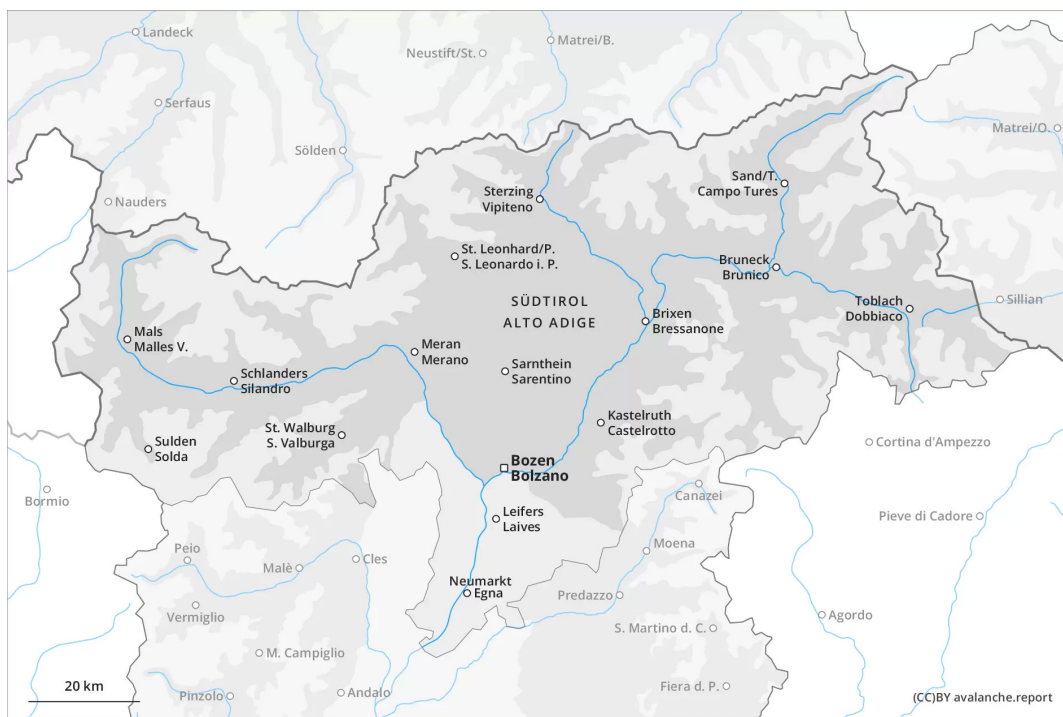 Landeck
Neustift/St.
Matrei/B.
Serfaus
Matrei/O.
Sölden
Sand/T.
Campo Tures
Nauders
Sterzing
Vipiteno
St. Leonhard/P.
S. Leonardo i. P.
Bruneck
Brunico
SÜDTIROL
ALTO ADIGE
Toblach
Dobbiaco
Sillian
Brixen
Bressanone
Mals
Malles V.
Meran
Merano
Schlanders
Silandro
Sarnthein
Sarentino
Kastelruth
Castelrotto
St. Walburg
S. Valburga
Sulden
Solda
Cortina d'Ampezzo
Bozen
Bolzano
Bormio
Canazei
Leifers
Laives
Pieve di Cadore
Peio
Malè
Cles
Moena
Neumarkt
Egna
Vermiglio
Predazzo
Agordo
S. Martino d. C.
M. Campiglio
20 km
Pinzolo
Andalo
Fiera d. P.
(CC)BY avalanche.report